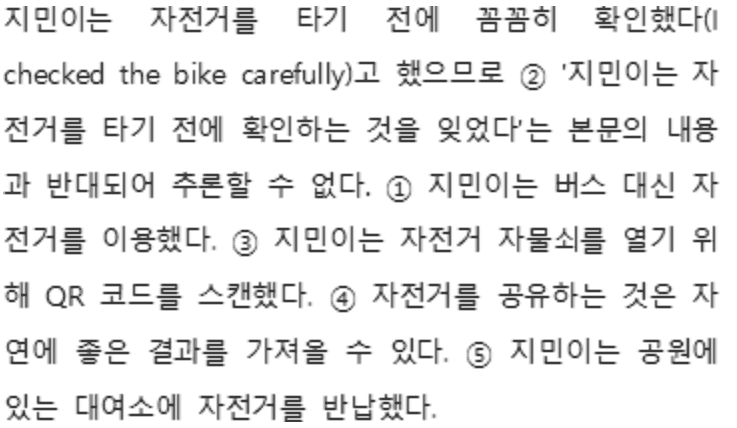 지민이는 자전거를 타기 전에 꼼꼼히 확인했다(I
checked the bike carefully)고 했으므로 ② '지민이는 자
전거를 타기 전에 확인하는 것을 잊었다'는 본문의 내용
과 반대되어 추론할 수 없다. ① 지민이는 버스 대신 자
전거를 이용했다. ③ 지민이는 자전거 자물쇠를 열기 위
해 QR 코드를 스캔했다. ④ 자전거를 공유하는 것은 자
연에 좋은 결과를 가져올 수 있다. ⑤ 지민이는 공원에
있는 대여소에 자전거를 반납했다.